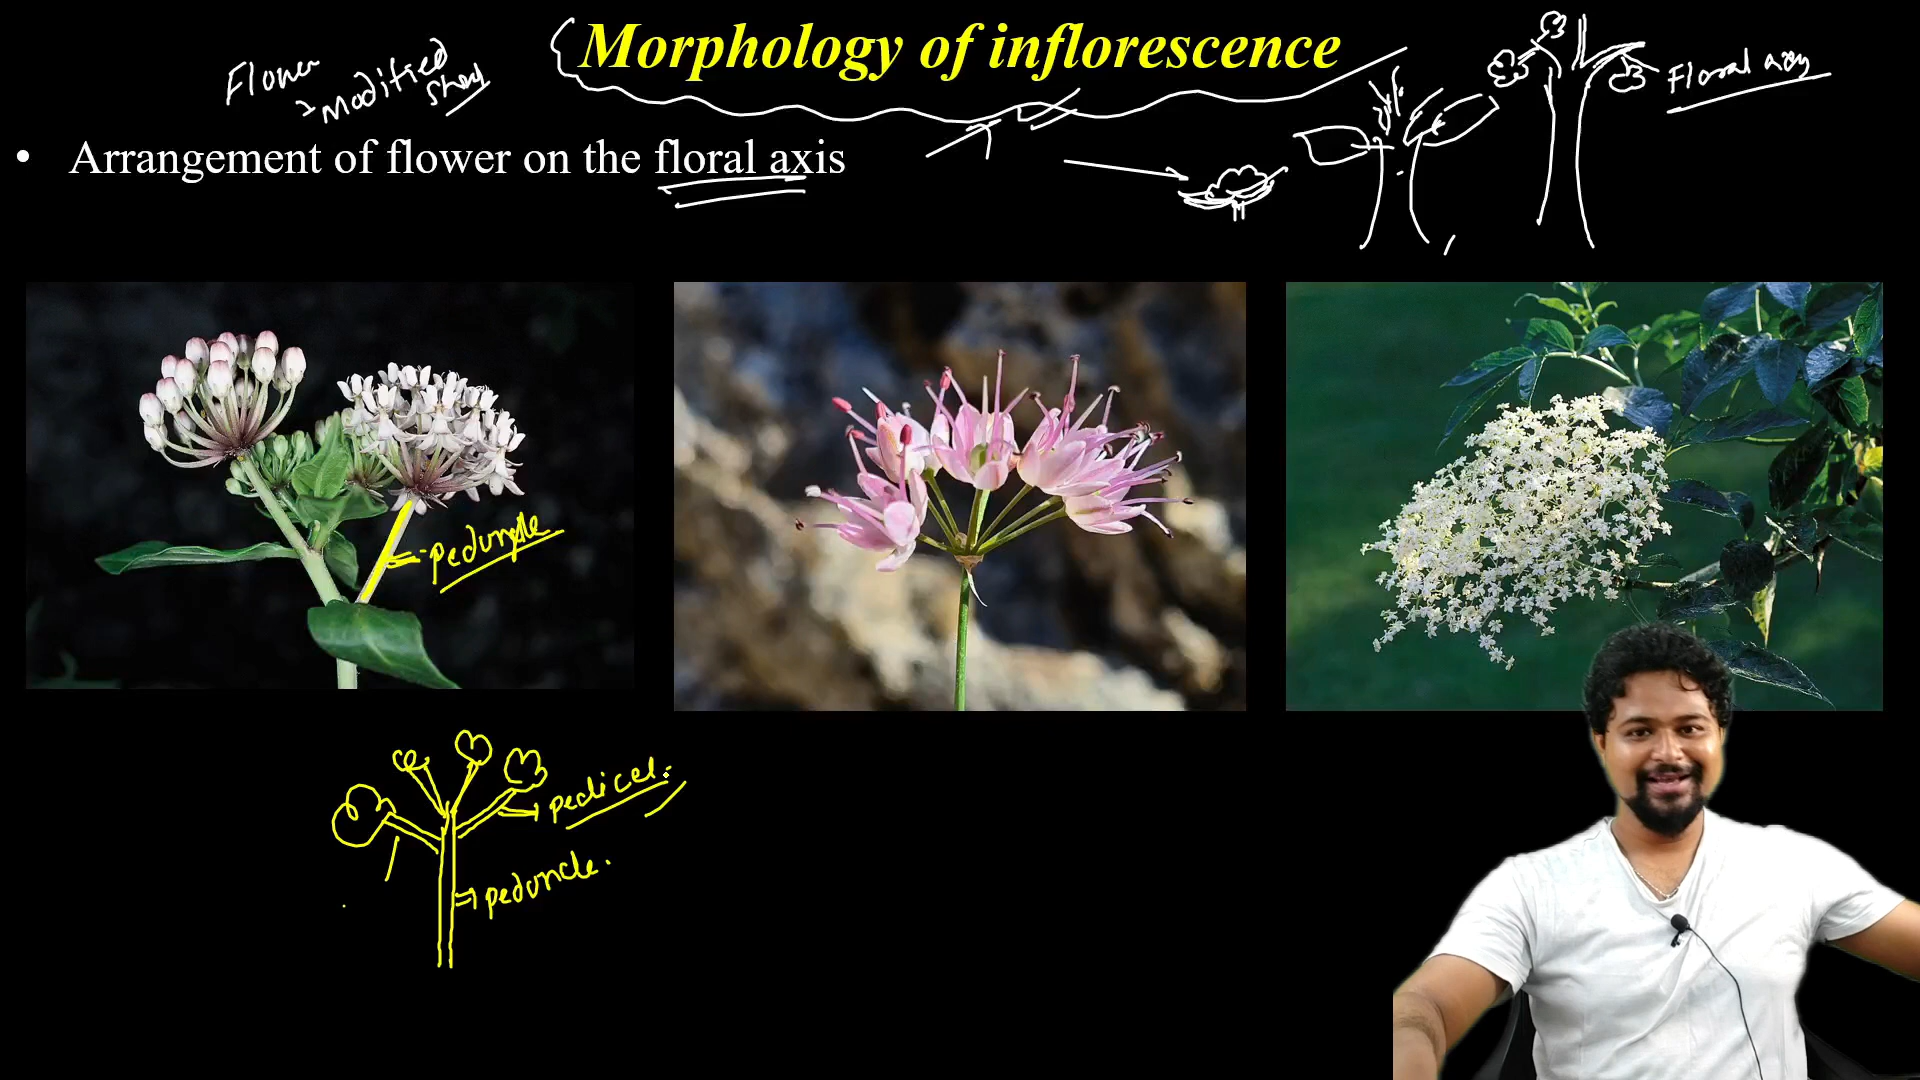 Morphology of inflorescence
Flower
Modified
Shoot
Floral axis
• Arrangement of flower on the floral axis
peduncle
pedicel
peduncle.